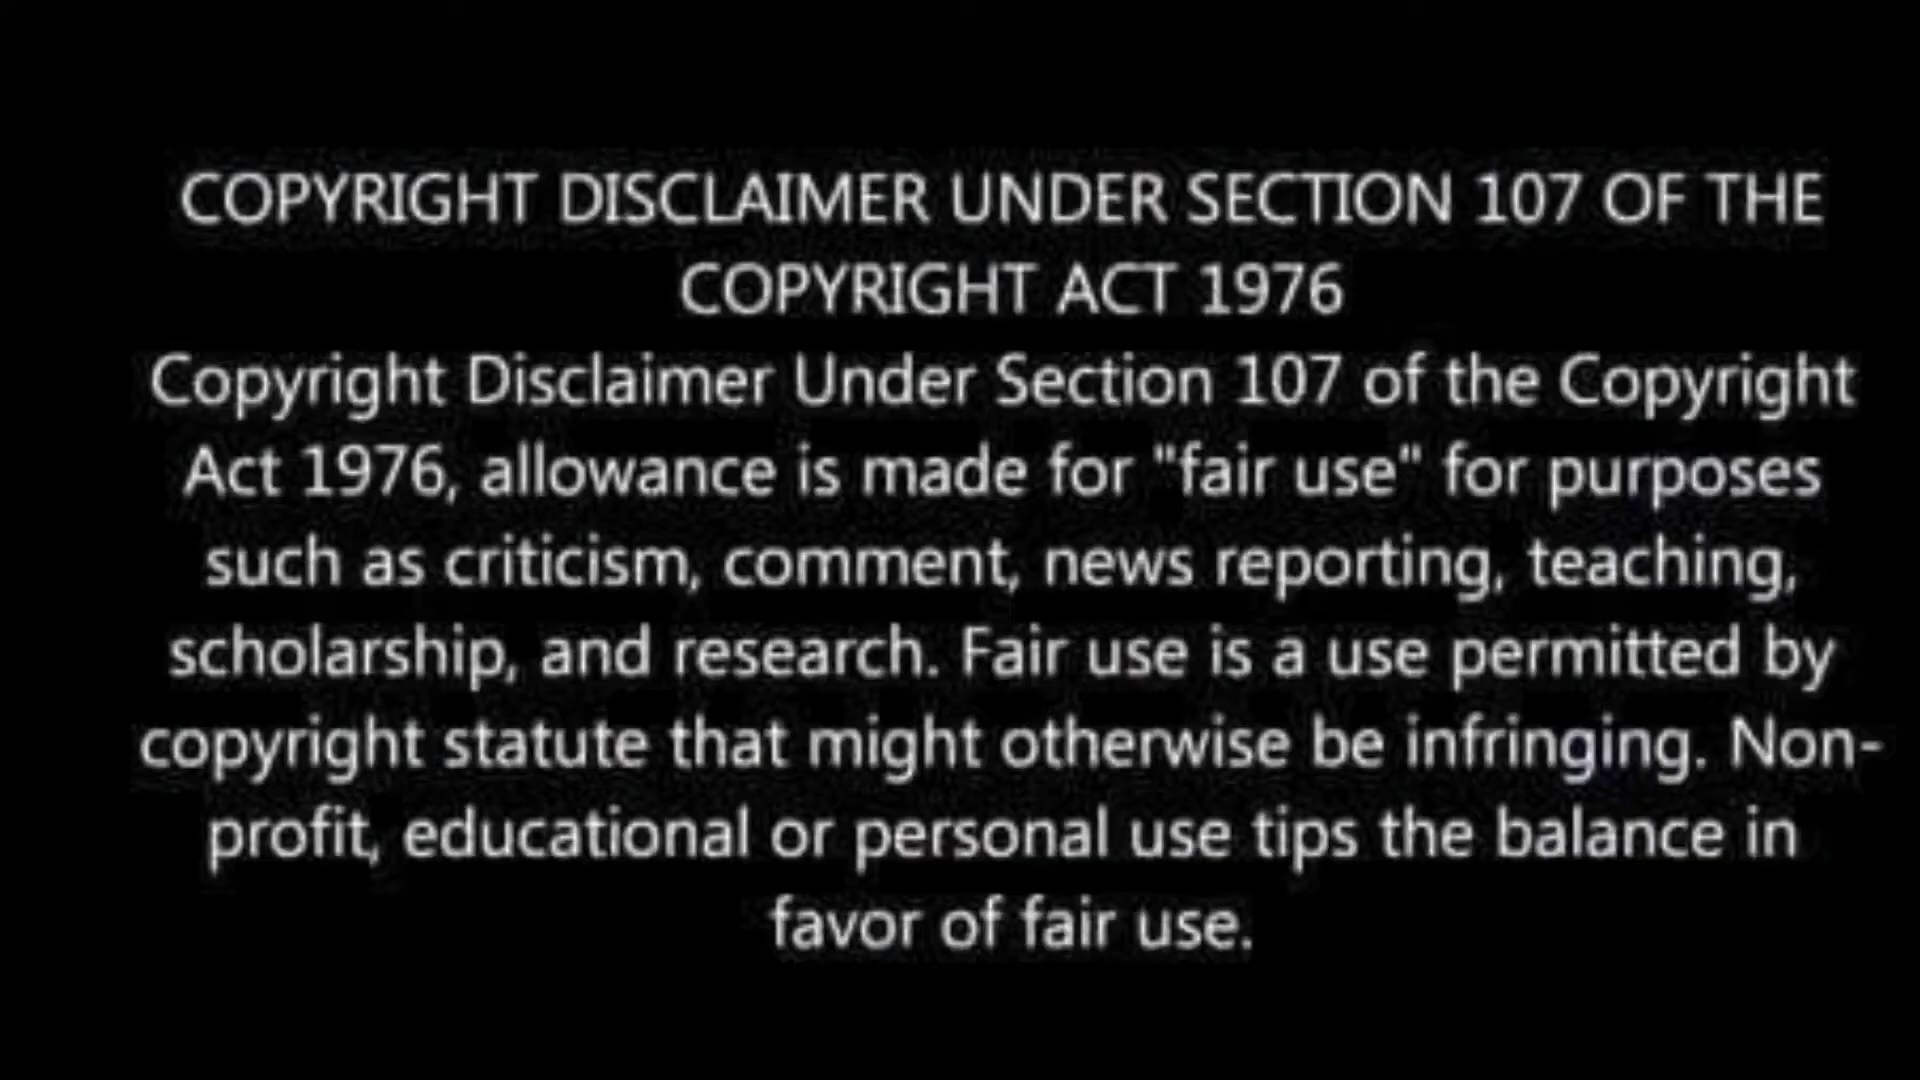 COPYRIGHT DISCLAIMER UNDER SECTION 107 OF THE
COPYRIGHT ACT 1976
Copyright Disclaimer Under Section 107 of the Copyright
Act 1976, allowance is made for "fair use" for purposes
such as criticism, comment, news reporting, teaching,
scholarship, and research. Fair use is a use permitted by
copyright statute that might otherwise be infringing. Non-
profit, educational or personal use tips the balance in
favor of fair use.